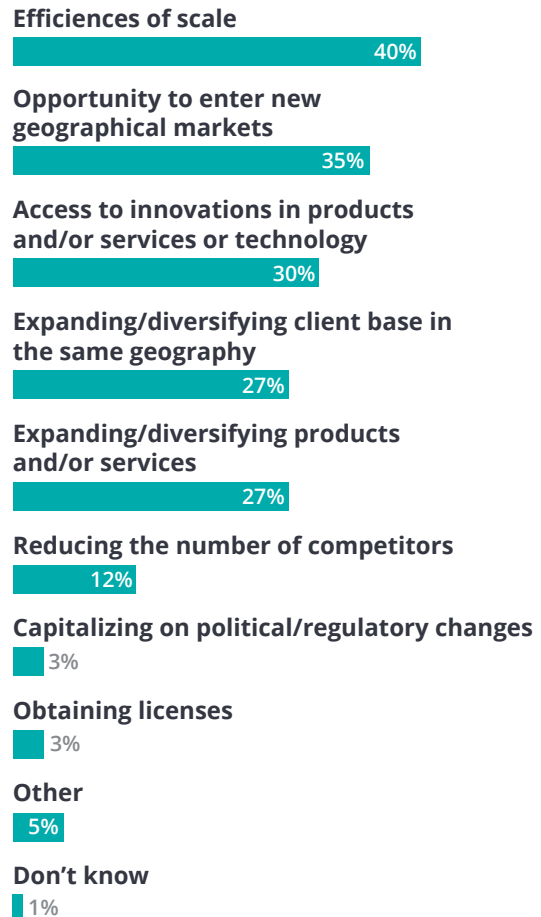 Efficiences of scale
40%
Opportunity to enter new
geographical markets
35%
Access to innovations in products
and/or services or technology
30%
Expanding/diversifying client base in
the same geography
27%
Expanding/diversifying products
and/or services
27%
Reducing the number of competitors
12%
Capitalizing on political/regulatory changes
3%
Obtaining licenses
3%
Other
5%
Don’t know
1%